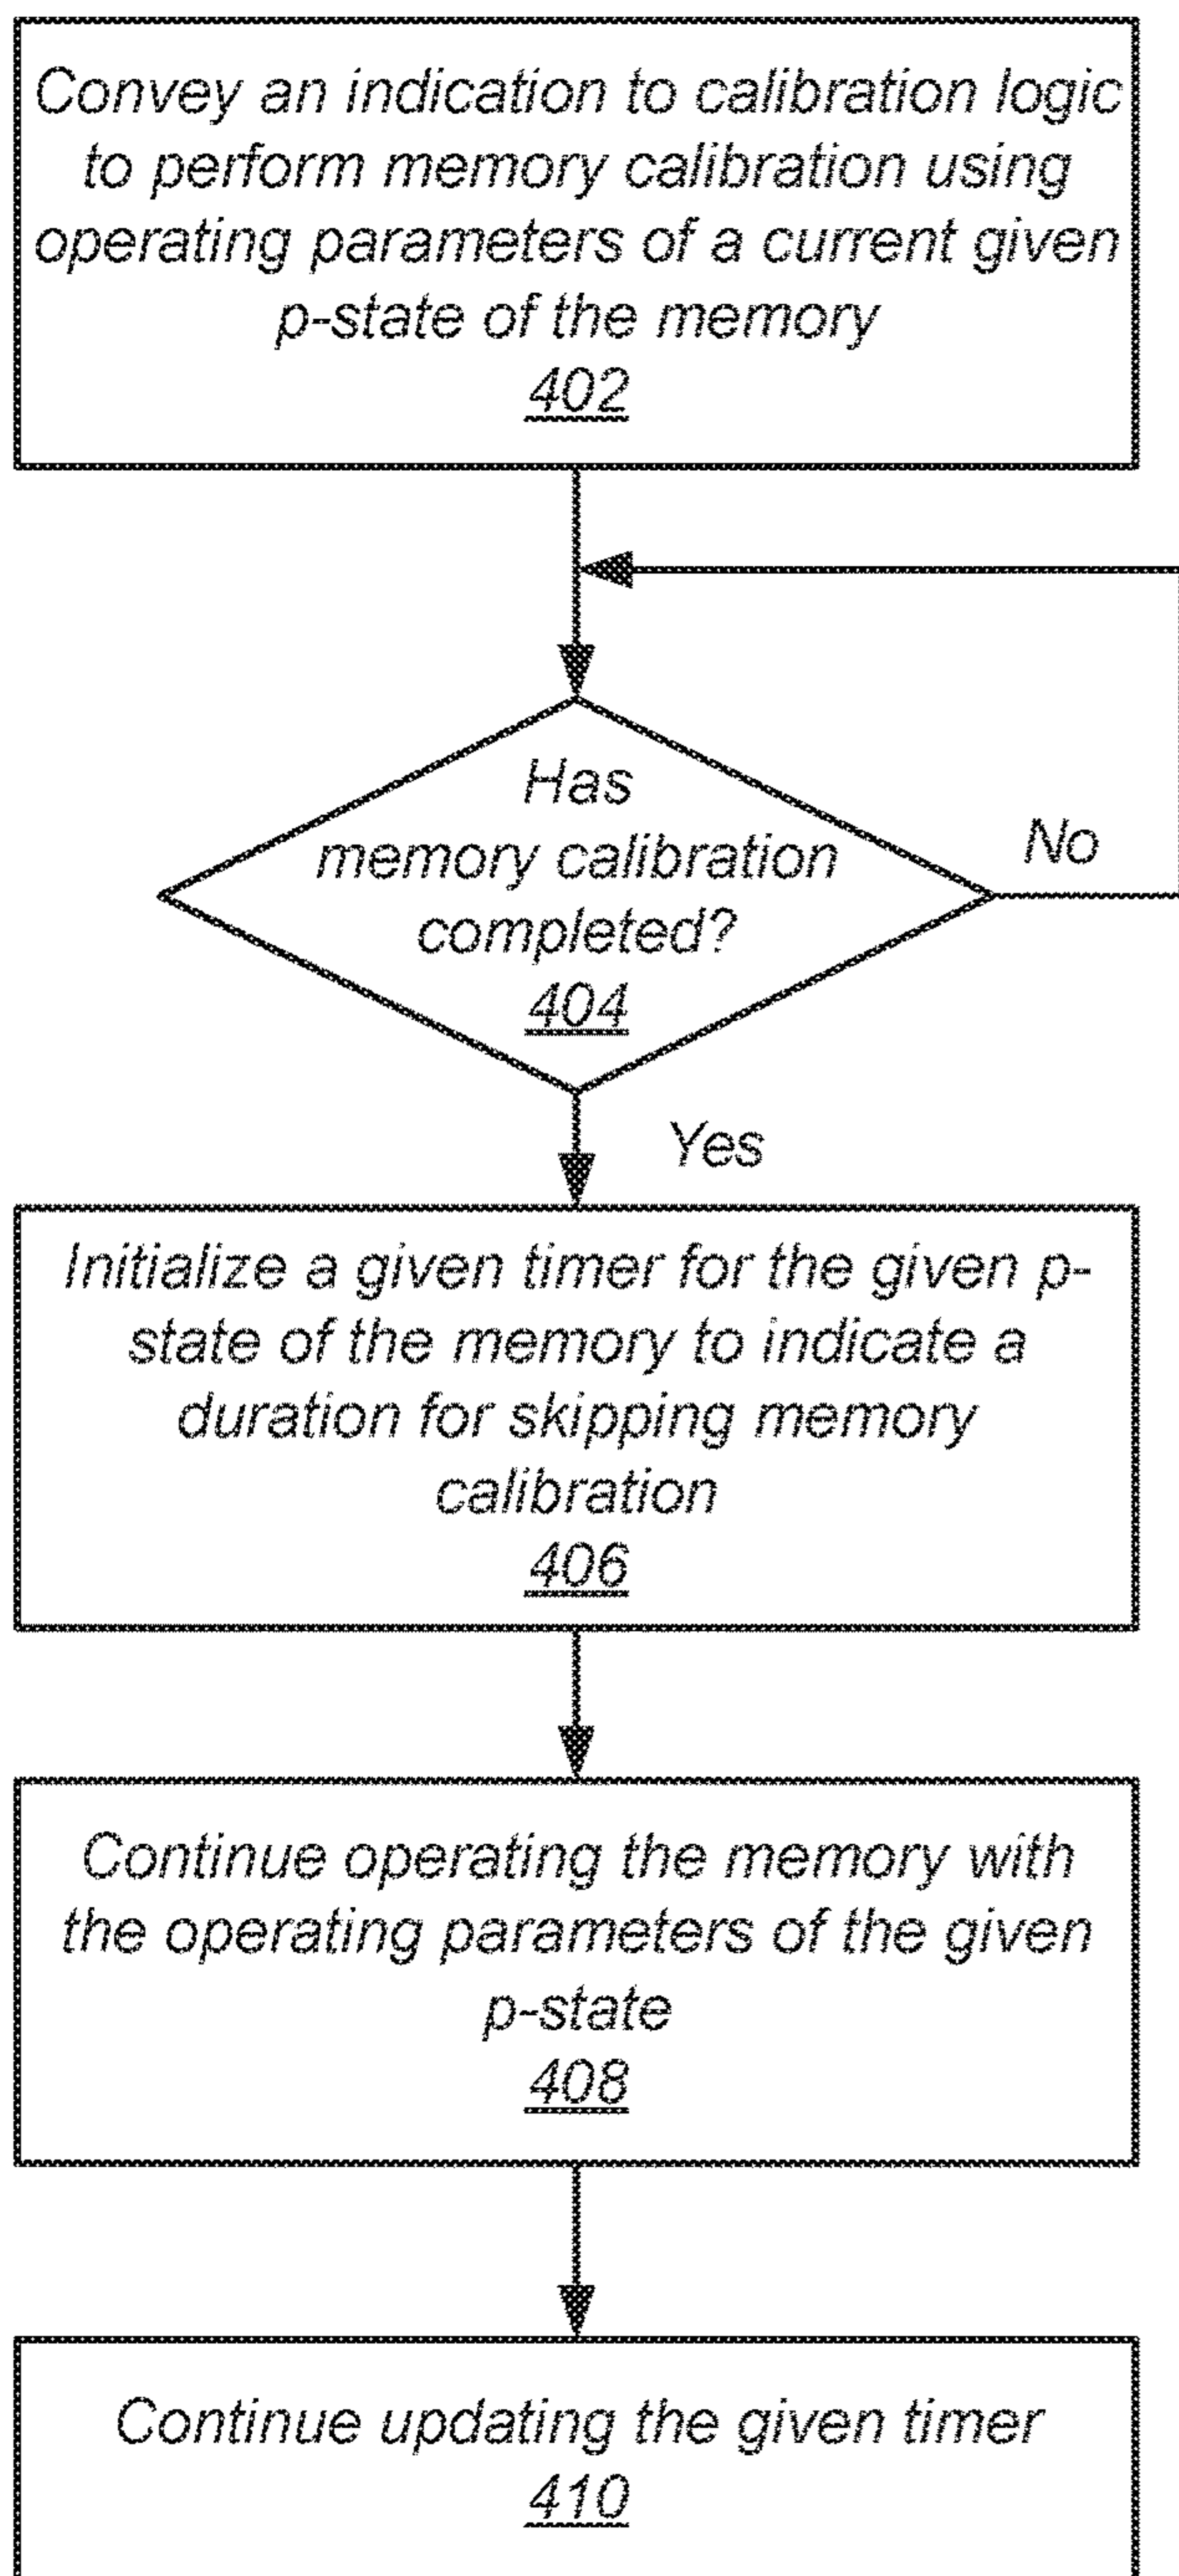 Convey an indication to calibration logic
to perform memory calibration using
operating parameters of a current given
p-state of the memory
402
Has
memory calibration
completed?
404
No
Yes
Initialize a given timer for the given p-
state of the memory to indicate a
duration for skipping memory
calibration
406
Continue operating the memory with
the operating parameters of the given
p-state
408
Continue updating the given timer
410